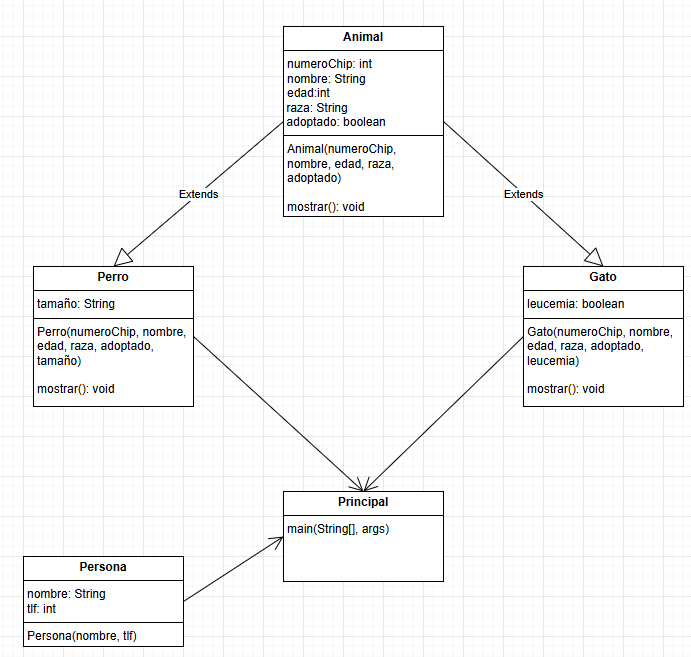 Animal
numeroChip: int
nombre: String
edad:int
raza: String
adoptado: boolean
Animal(numeroChip,
nombre, edad, raza,
adoptado)
mostrar(): void
Extends
Extends
Perro
tamaño: String
Perro(numeroChip, nombre,
edad, raza, adoptado,
tamaño)
mostrar(): void
Gato
leucemia: boolean
Gato(numeroChip, nombre,
edad, raza, adoptado,
leucemia)
mostrar(): void
Principal
main(String[], args)
Persona
nombre: String
tlf: int
Persona(nombre, tlf)